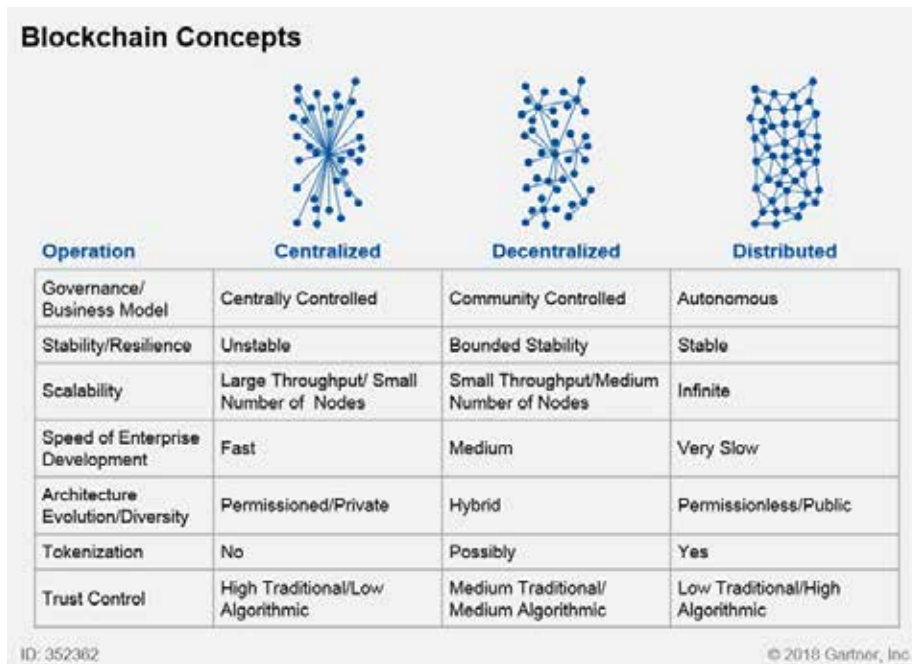 Blockchain Concepts
Operation
Centralized
Decentralized
Distributed
Governance/
Business Model
Centrally Controlled
Community Controlled
Autonomous
Stability/Resilience
Unstable
Bounded Stability
Stable
Scalability
Large Throughput/ Small
Number of Nodes
Small Throughput/Medium
Number of Nodes
Infinite
Speed of Enterprise
Development
Fast
Medium
Very Slow
Architecture
Evolution/Diversity
Permissioned/Private
Hybrid
Permissionless/Public
Tokenization
No
Possibly
Yes
Trust Control
High Traditional/Low
Algorithmic
Medium Traditional/
Medium Algorithmic
Low Traditional/High
Algorithmic
ID: 352362
© 2018 Gartner, Inc